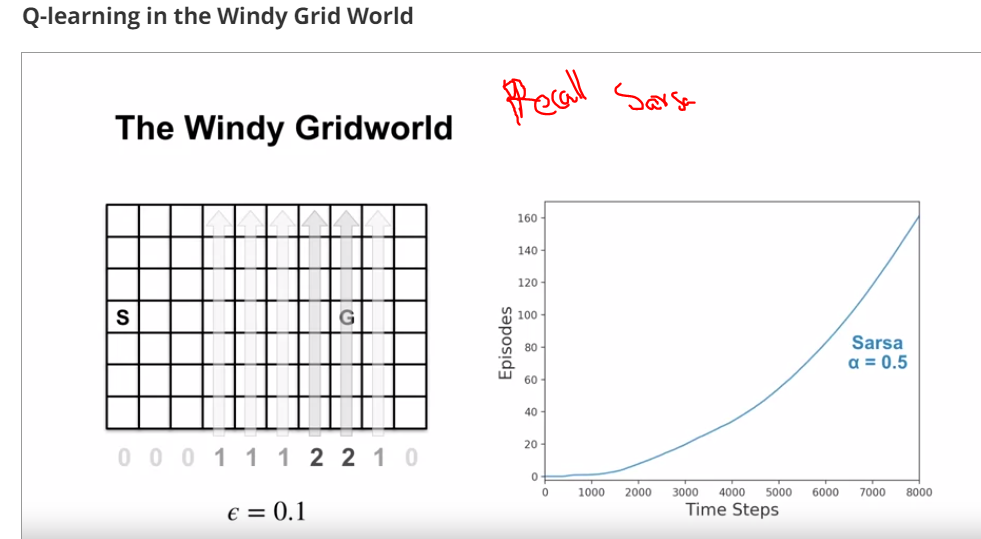 Q-learning in the Windy Grid World
Recall Sarsa
The Windy Gridworld
S
G
0 0 0 1 1 1 2 2 1 0
ϵ = 0.1
160
140
120
100
80
60
40
20
0
Episodes
Sarsa
α = 0.5
0 1000 2000 3000 4000 5000 6000 7000 8000
Time Steps